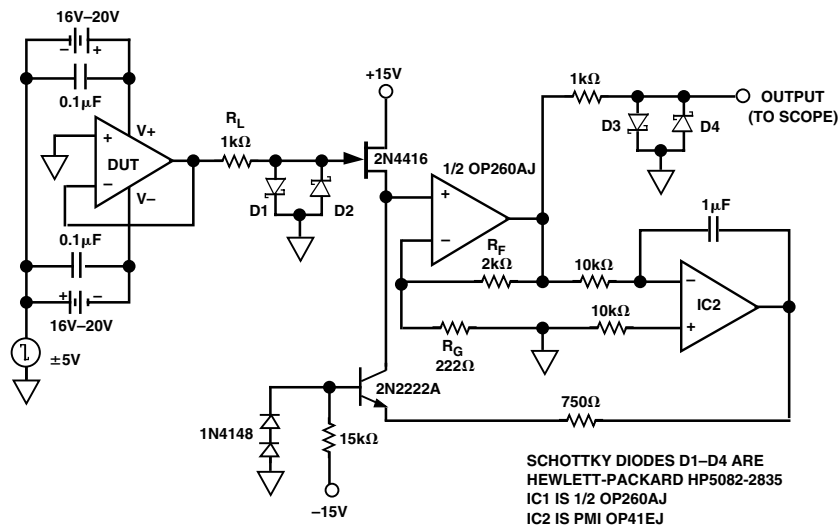 16V–20V
– +
0.1µF
+
–
DUT
V+
V–
0.1µF
+ –
16V–20V
±5V
RL
1kΩ
D1
D2
+15V
2N4416
1/2 OP260AJ
+
–
RF
2kΩ
RG
222Ω
1kΩ
D3
D4
OUTPUT
(TO SCOPE)
1µF
10kΩ
10kΩ
–
+
IC2
750Ω
2N2222A
1N4148
15kΩ
–15V
SCHOTTKY DIODES D1–D4 ARE
HEWLETT-PACKARD HP5082-2835
IC1 IS 1/2 OP260AJ
IC2 IS PMI OP41EJ